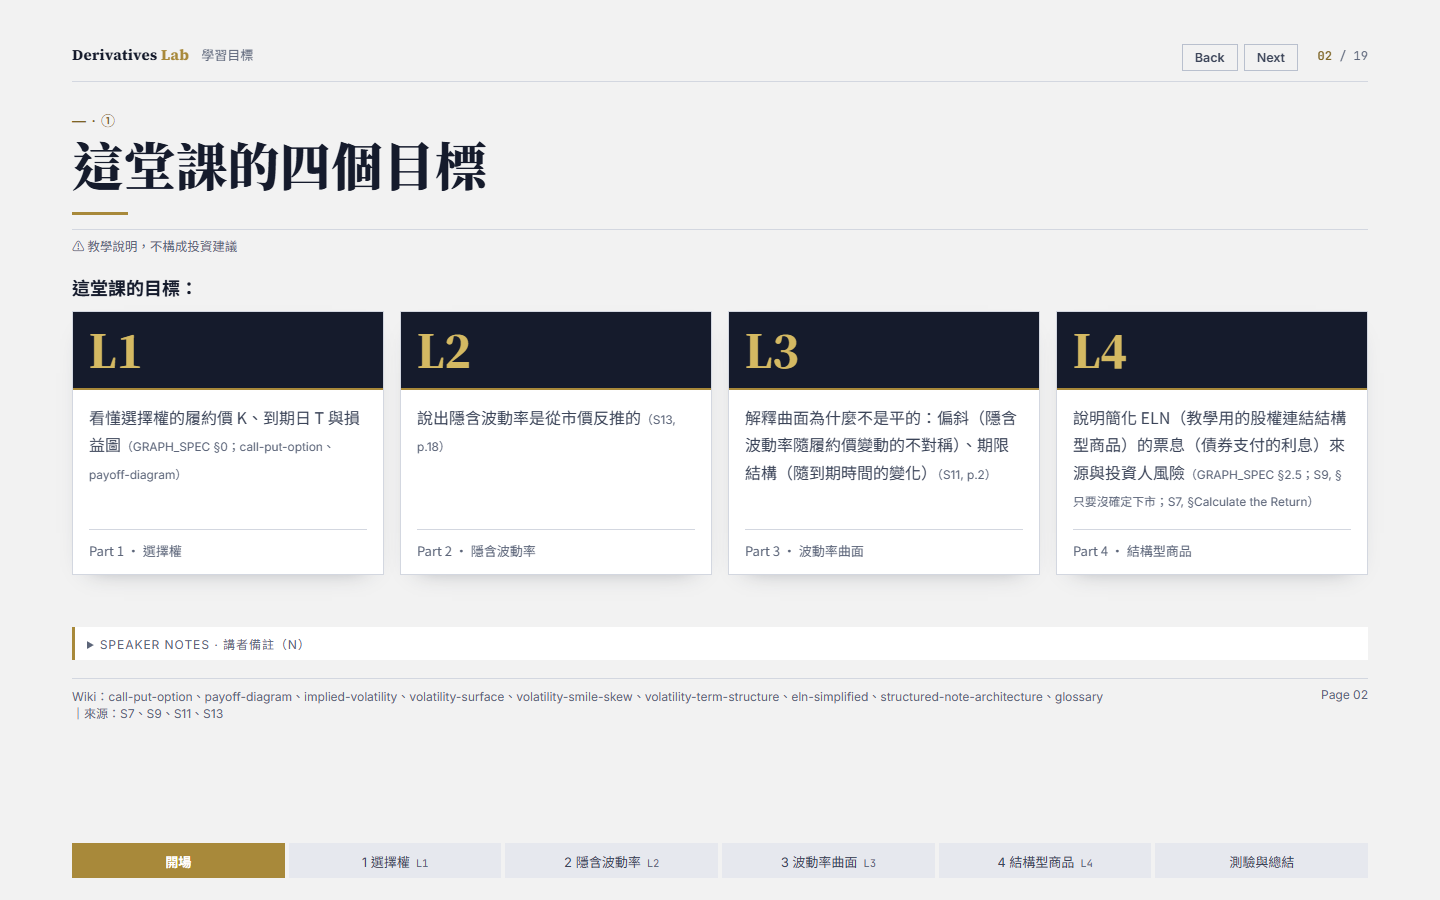 Derivatives Lab 學習目標
Back Next 02 / 19
— · ①
這堂課的四個目標
⚠ 教學說明，不構成投資建議
這堂課的目標：
L1
看懂選擇權的履約價 K、到期日 T 與損
益圖（GRAPH_SPEC §0；call-put-option、
payoff-diagram）
Part 1 · 選擇權
L2
說出隱含波動率是從市價反推的（S13,
p.18）
Part 2 · 隱含波動率
L3
解釋曲面為什麼不是平的：偏斜（隱含
波動率隨履約價變動的不對稱）、期限
結構（隨到期時間的變化）（S11, p.2）
Part 3 · 波動率曲面
L4
說明簡化 ELN（教學用的股權連結結構
型商品）的票息（債券支付的利息）來
源與投資人風險（GRAPH_SPEC §2.5；S9, §
只要沒確定下市；S7, §Calculate the Return）
Part 4 · 結構型商品
▶ SPEAKER NOTES · 講者備註（N）
Wiki：call-put-option、payoff-diagram、implied-volatility、volatility-surface、volatility-smile-skew、volatility-term-structure、eln-simplified、structured-note-architecture、glossary
｜來源：S7、S9、S11、S13
Page 02
開場
1 選擇權 L1
2 隱含波動率 L2
3 波動率曲面 L3
4 結構型商品 L4
測驗與總結